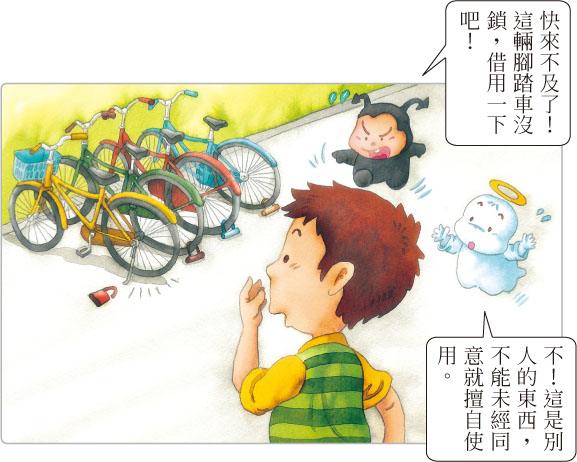 快來不及了！
這輛腳踏車沒
鎖，借用一下
吧！
不！這是別
人的東西，
不能未經同
意就擅自使
用。